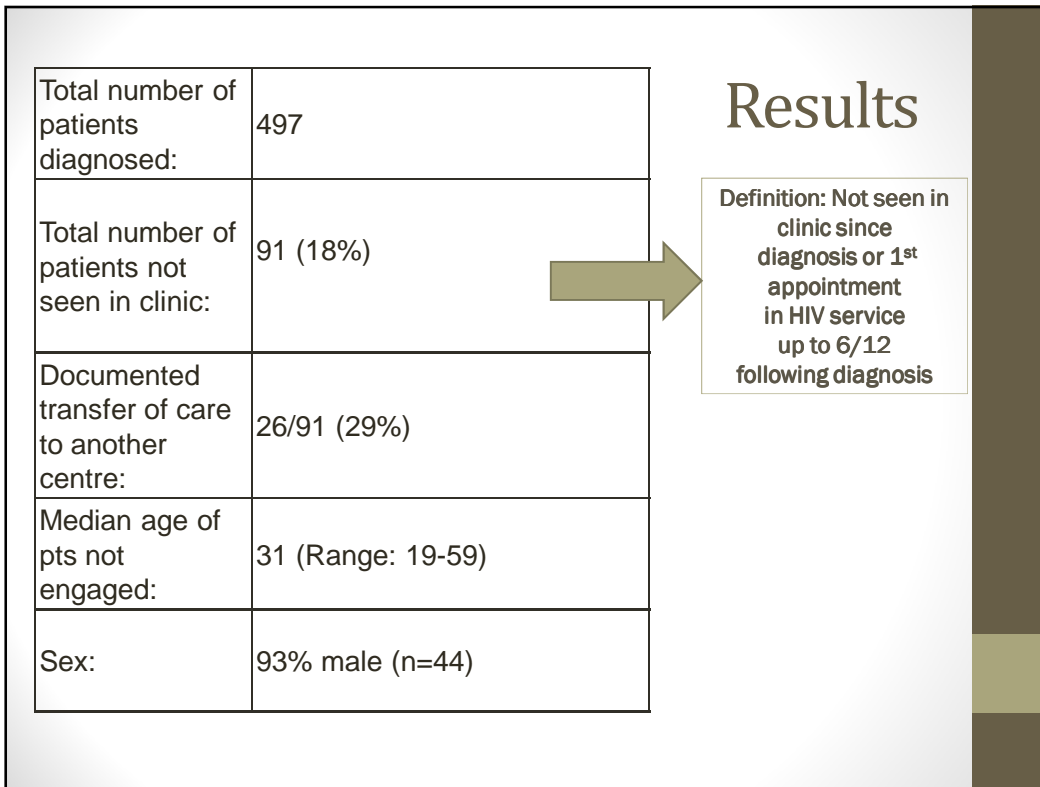 Results
Total number of
patients
diagnosed:
497
Total number of
patients not
seen in clinic:
91 (18%)
Definition: Not seen in
clinic since
diagnosis or 1st
appointment
in HIV service
up to 6/12
following diagnosis
Documented
transfer of care
to another
centre:
26/91 (29%)
Median age of
pts not
engaged:
31 (Range: 19-59)
Sex:
93% male (n=44)